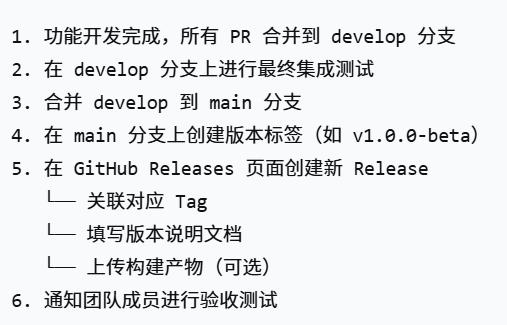 1. 功能开发完成，所有 PR 合并到 develop 分支
2. 在 develop 分支上进行最终集成测试
3. 合并 develop 到 main 分支
4. 在 main 分支上创建版本标签（如 v1.0.0-beta）
5. 在 GitHub Releases 页面创建新 Release
   └── 关联对应 Tag
   └── 填写版本说明文档
   └── 上传构建产物（可选）
6. 通知团队成员进行验收测试